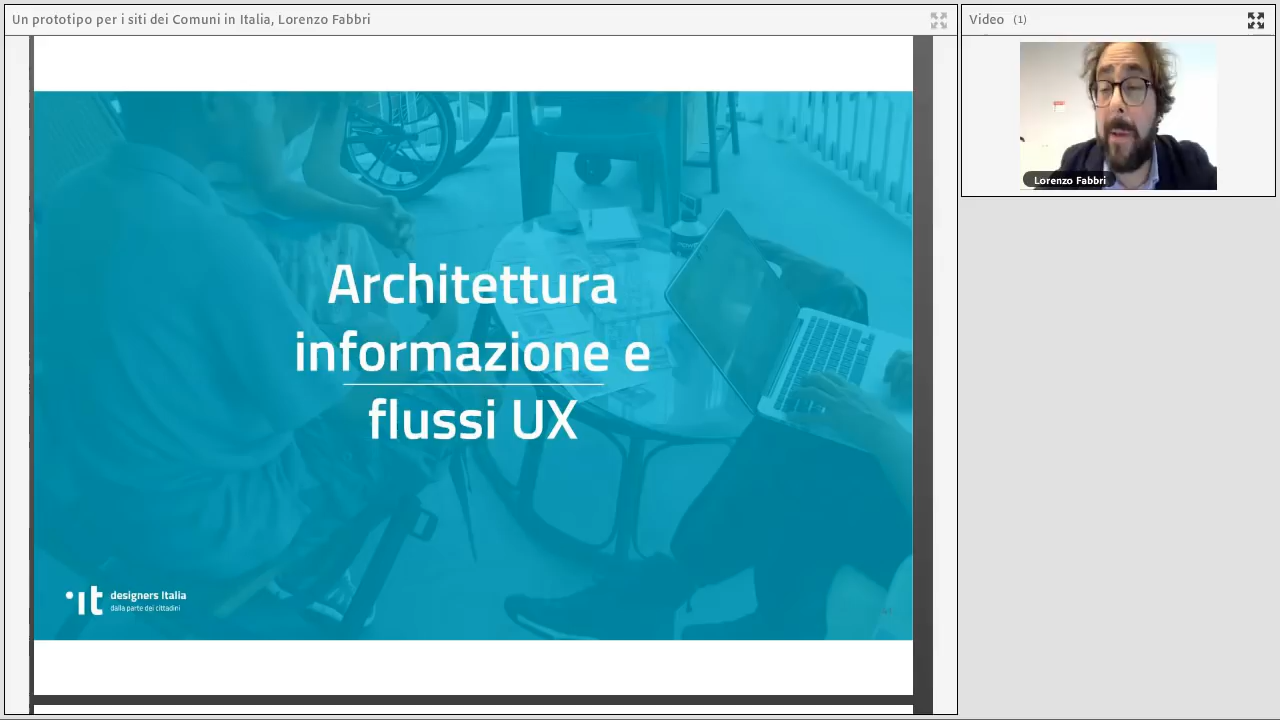 Un prototipo per i siti dei Comuni in Italia, Lorenzo Fabbri
Video (1)
Lorenzo Fabbri
Architettura
informazione e
flussi UX
designers italia
dalla parte dei cittadini